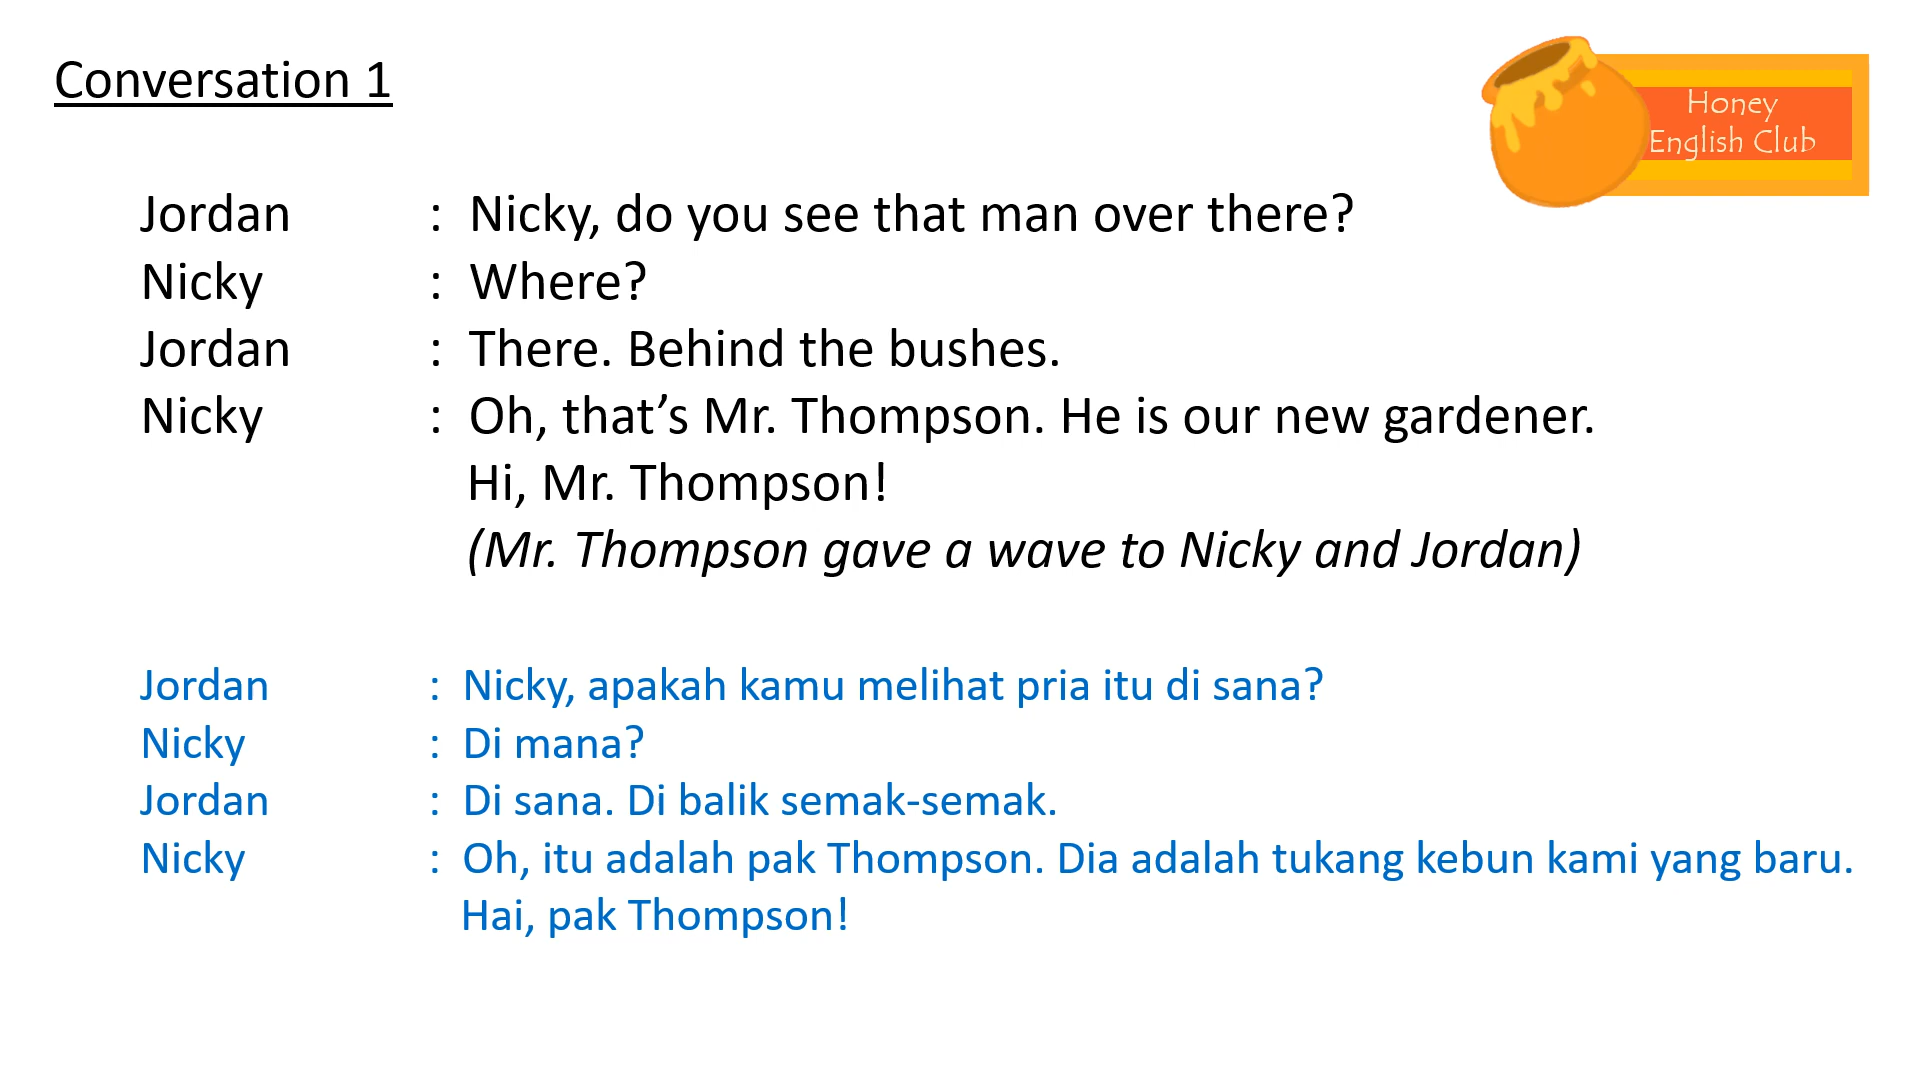 Conversation 1
Honey
English Club
Jordan : Nicky, do you see that man over there?
Nicky : Where?
Jordan : There. Behind the bushes.
Nicky : Oh, that’s Mr. Thompson. He is our new gardener.
Hi, Mr. Thompson!
(Mr. Thompson gave a wave to Nicky and Jordan)
Jordan : Nicky, apakah kamu melihat pria itu di sana?
Nicky : Di mana?
Jordan : Di sana. Di balik semak-semak.
Nicky : Oh, itu adalah pak Thompson. Dia adalah tukang kebun kami yang baru.
Hai, pak Thompson!